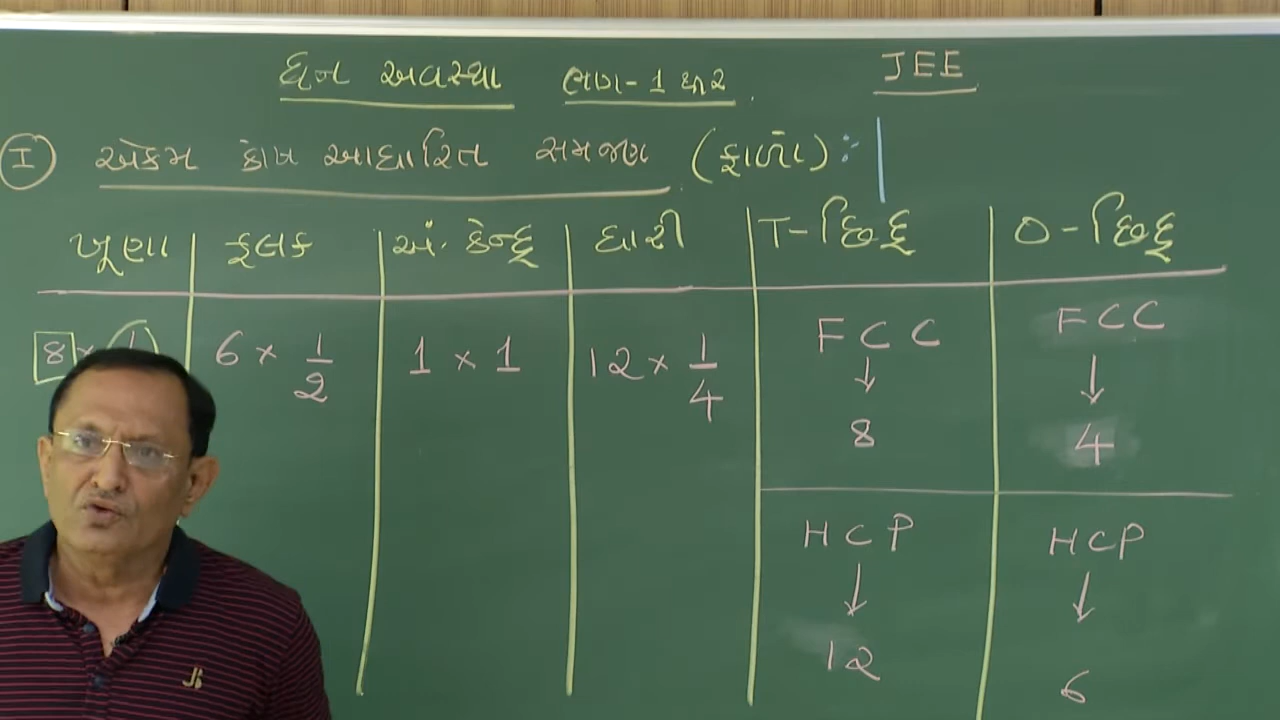 ઘન અવસ્થા ભાગ-1 થી 2 JEE
I એકમ કોષ આધારિત સમજણ (ફાળો) :-
ખૂણા ફલક અં. કેન્દ્ર ધારી T-છિદ્ર O-છિદ્ર
8 × 6 × 1/2 1 × 1 12 × 1/4 FCC ↓ 8 FCC ↓ 4
HCP ↓ 12 HCP ↓ 6